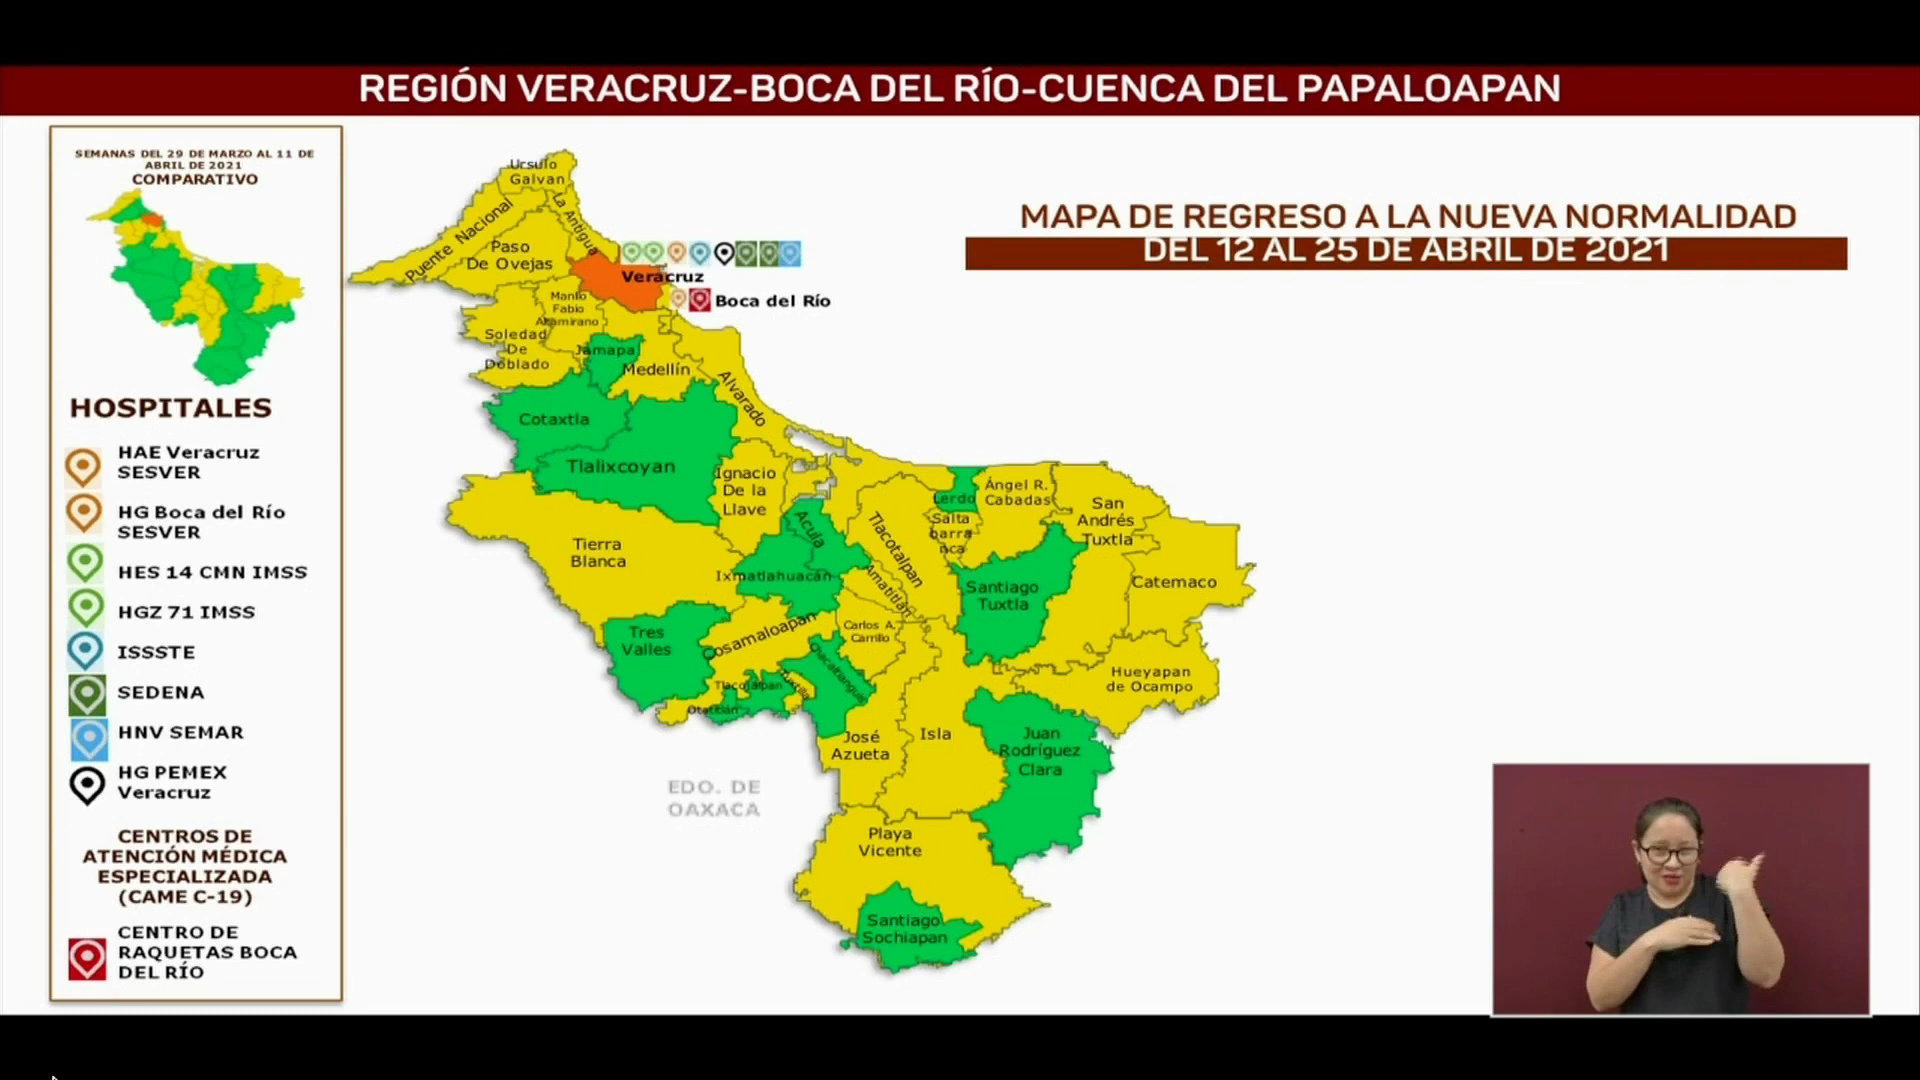 REGIÓN VERACRUZ-BOCA DEL RÍO-CUENCA DEL PAPALOAPAN
SEMANAS DEL 29 DE MARZO AL 11 DE
ABRIL DE 2021
COMPARATIVO
HOSPITALES
HAE Veracruz
SESVER
HG Boca del Río
SESVER
HES 14 CMN IMSS
HGZ 71 IMSS
ISSSTE
SEDENA
HNV SEMAR
HG PEMEX
Veracruz
CENTROS DE
ATENCIÓN MÉDICA
ESPECIALIZADA
(CAME C-19)
CENTRO DE
RAQUETAS BOCA
DEL RÍO
MAPA DE REGRESO A LA NUEVA NORMALIDAD
DEL 12 AL 25 DE ABRIL DE 2021
Ursulo
Galvan
La Antigua
Puente Nacional
Paso
De Ovejas
Veracruz
Boca del Río
Manlio
Fabio
Altamirano
Soledad
De
Doblado
Jamapa
Medellín
Alvarado
Cotaxtla
Tlalixcoyan
Ignacio
De la
Llave
Lerdo
Ángel R.
Cabadas
San
Andrés
Tuxtla
Salta
barra
nca
Acula
Tlacotalpan
Tierra
Blanca
Ixmatlahuacán
Amatitlán
Santiago
Tuxtla
Catemaco
Tres
Valles
Cosamaloapan
Carlos A.
Carrillo
Chacaltianguis
Tlacojalpan
Tuxtilla
Otatitlán
Hueyapan
de Ocampo
José
Azueta
Isla
Juan
Rodríguez
Clara
EDO. DE
OAXACA
Playa
Vicente
Santiago
Sochiapan